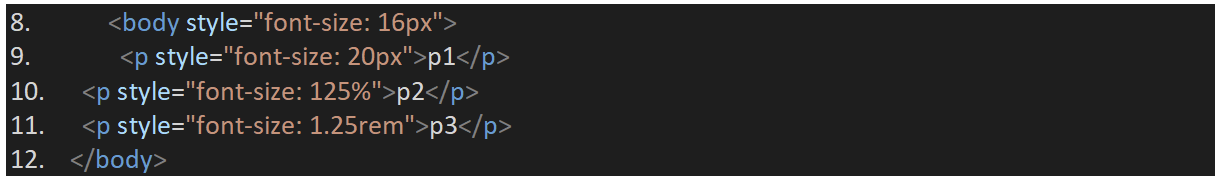 8. <body style="font-size: 16px">
9. <p style="font-size: 20px">p1</p>
10. <p style="font-size: 125%">p2</p>
11. <p style="font-size: 1.25rem">p3</p>
12. </body>